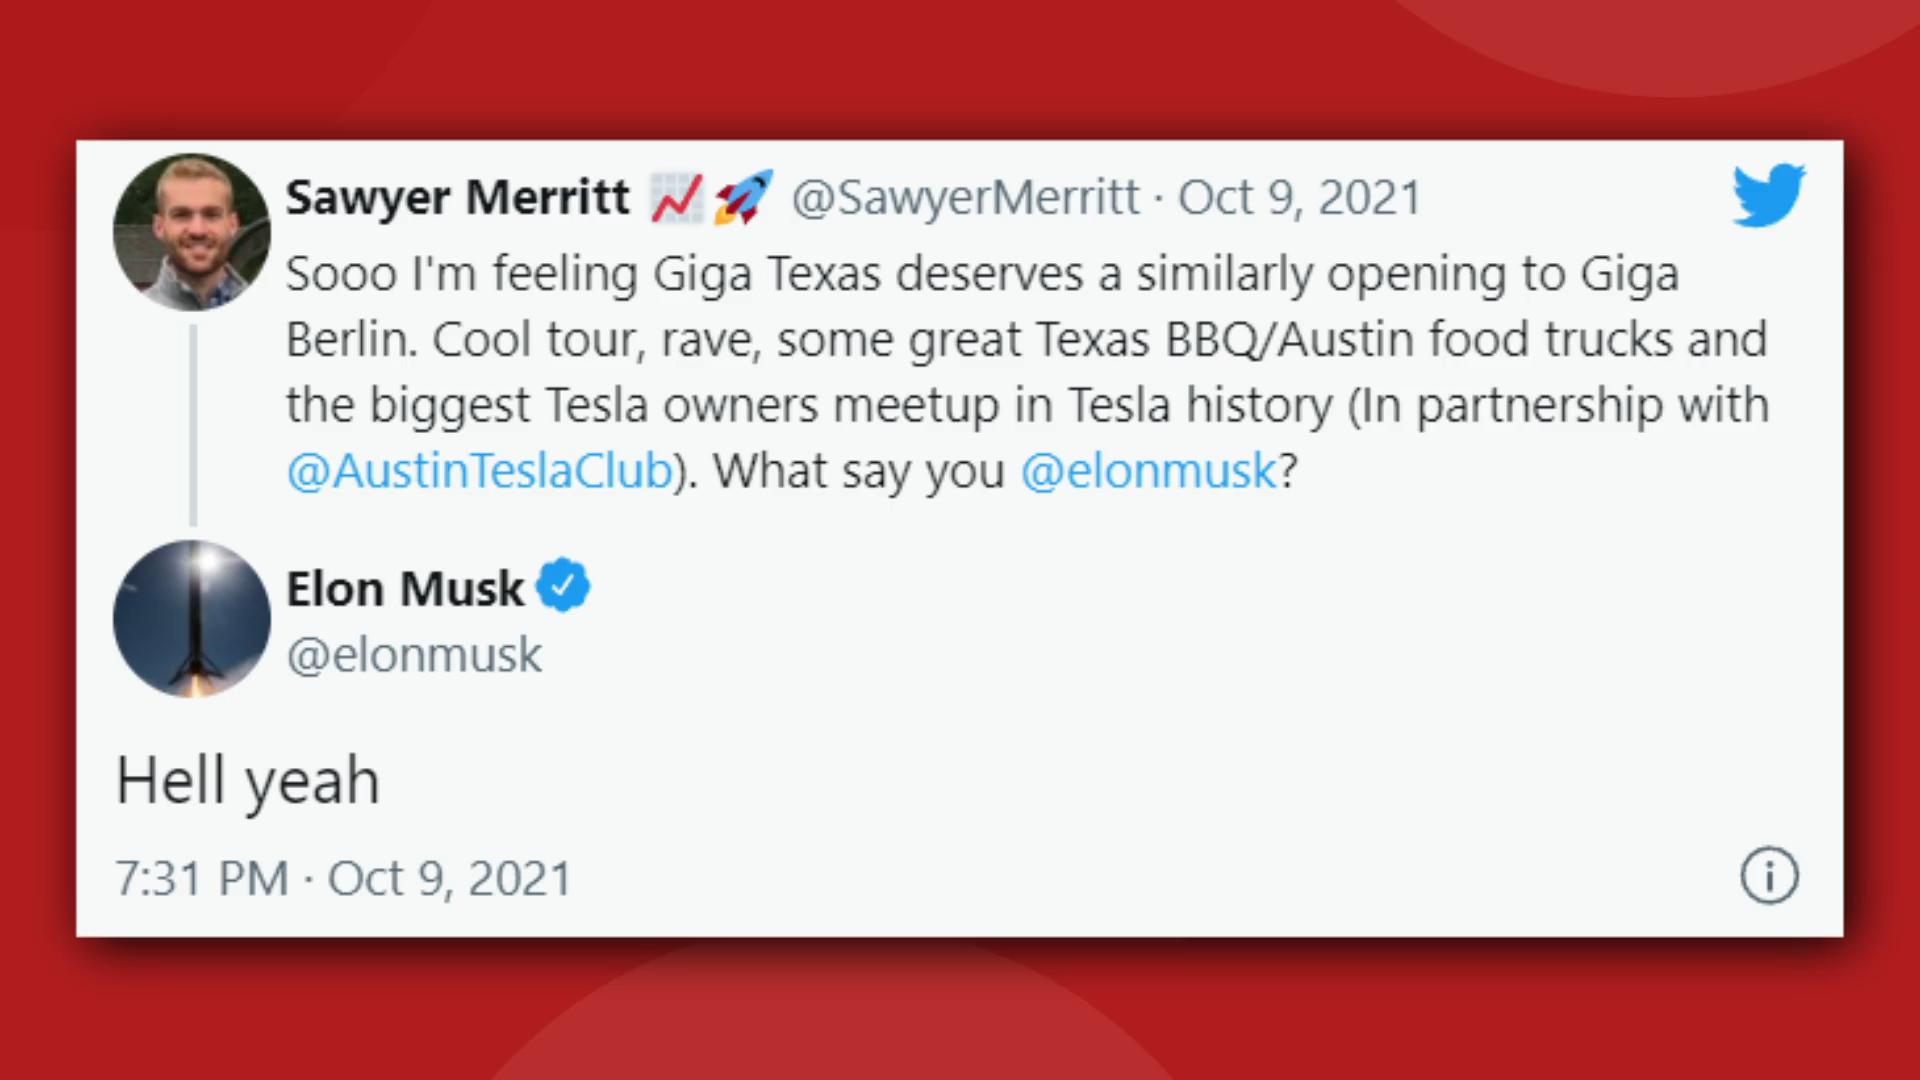 Sawyer Merritt 📈🚀 @SawyerMerritt · Oct 9, 2021
Sooo I'm feeling Giga Texas deserves a similarly opening to Giga
Berlin. Cool tour, rave, some great Texas BBQ/Austin food trucks and
the biggest Tesla owners meetup in Tesla history (In partnership with
@AustinTeslaClub). What say you @elonmusk?
Elon Musk
@elonmusk
Hell yeah
7:31 PM · Oct 9, 2021